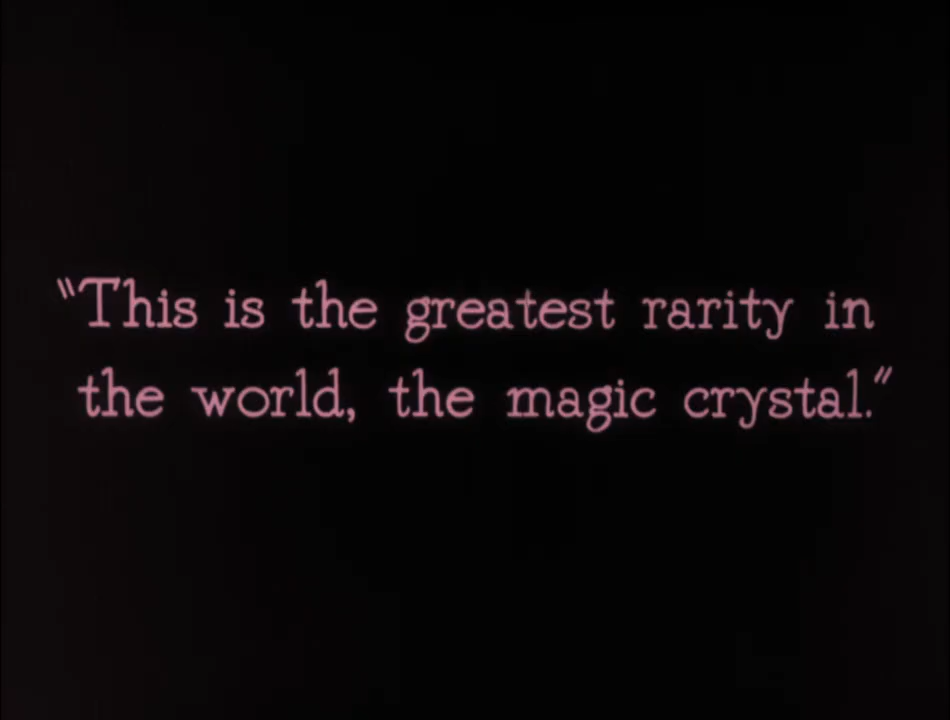 "This is the greatest rarity in
the world, the magic crystal."